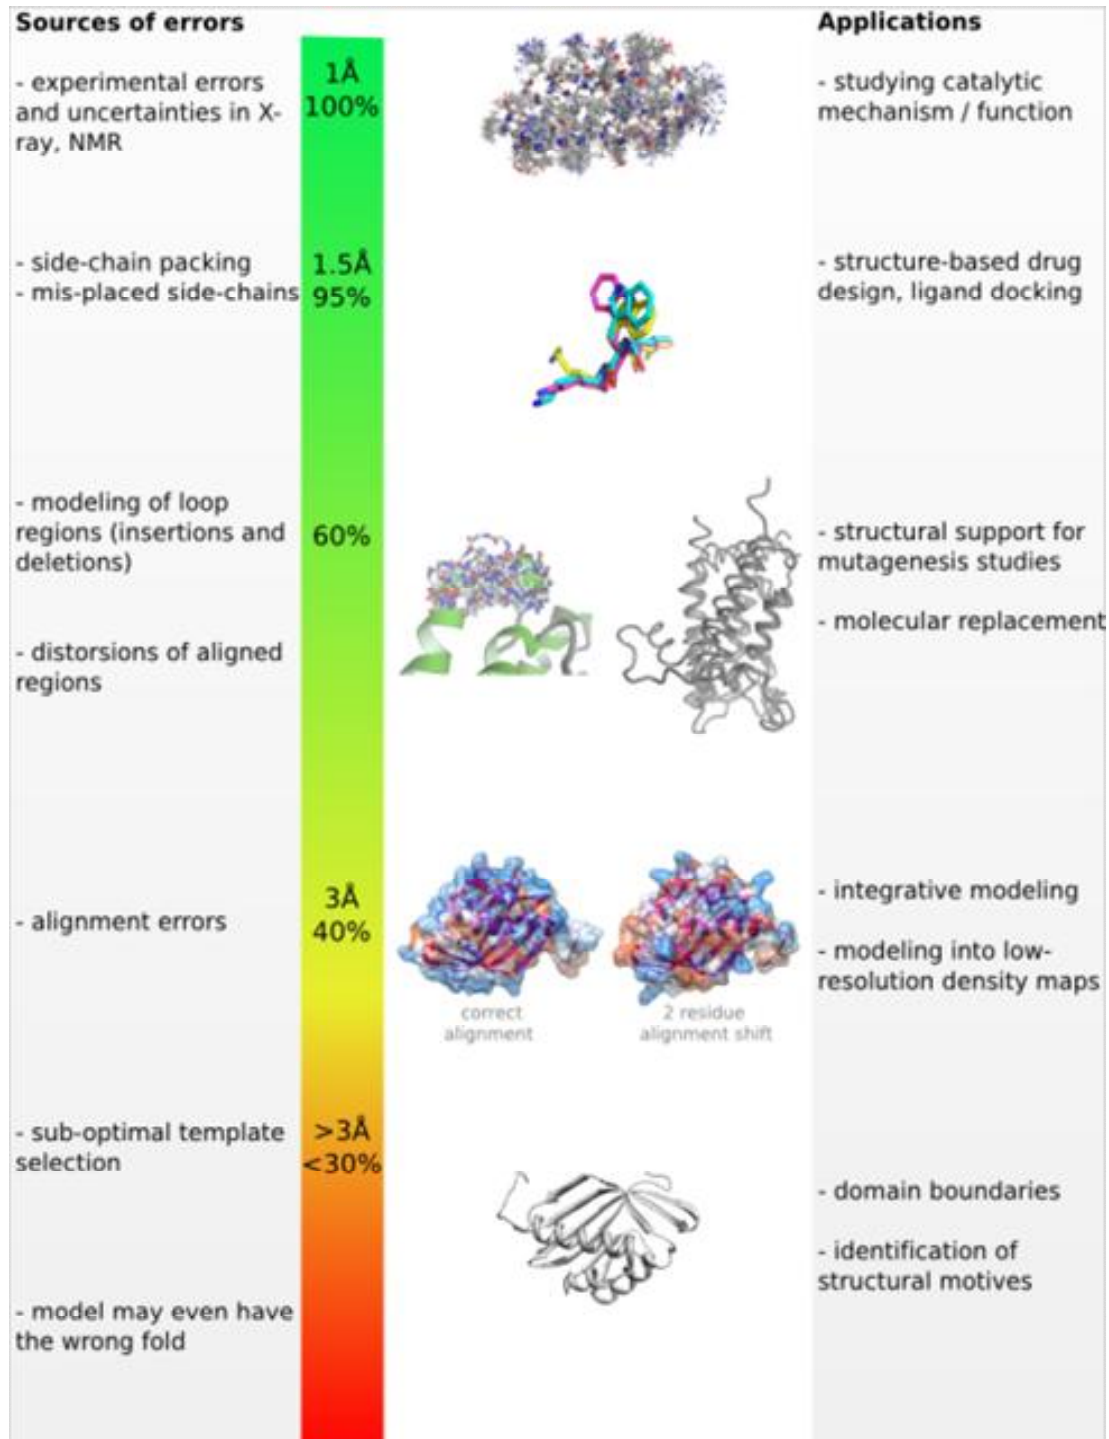 Sources of errors
- experimental errors
and uncertainties in X-
ray, NMR
- side-chain packing
- mis-placed side-chains
- modeling of loop
regions (insertions and
deletions)
- distorsions of aligned
regions
- alignment errors
- sub-optimal template
selection
- model may even have
the wrong fold
1Å
100%
1.5Å
95%
60%
3Å
40%
>3Å
<30%
correct
alignment
2 residue
alignment shift
Applications
- studying catalytic
mechanism / function
- structure-based drug
design, ligand docking
- structural support for
mutagenesis studies
- molecular replacement
- integrative modeling
- modeling into low-
resolution density maps
- domain boundaries
- identification of
structural motives